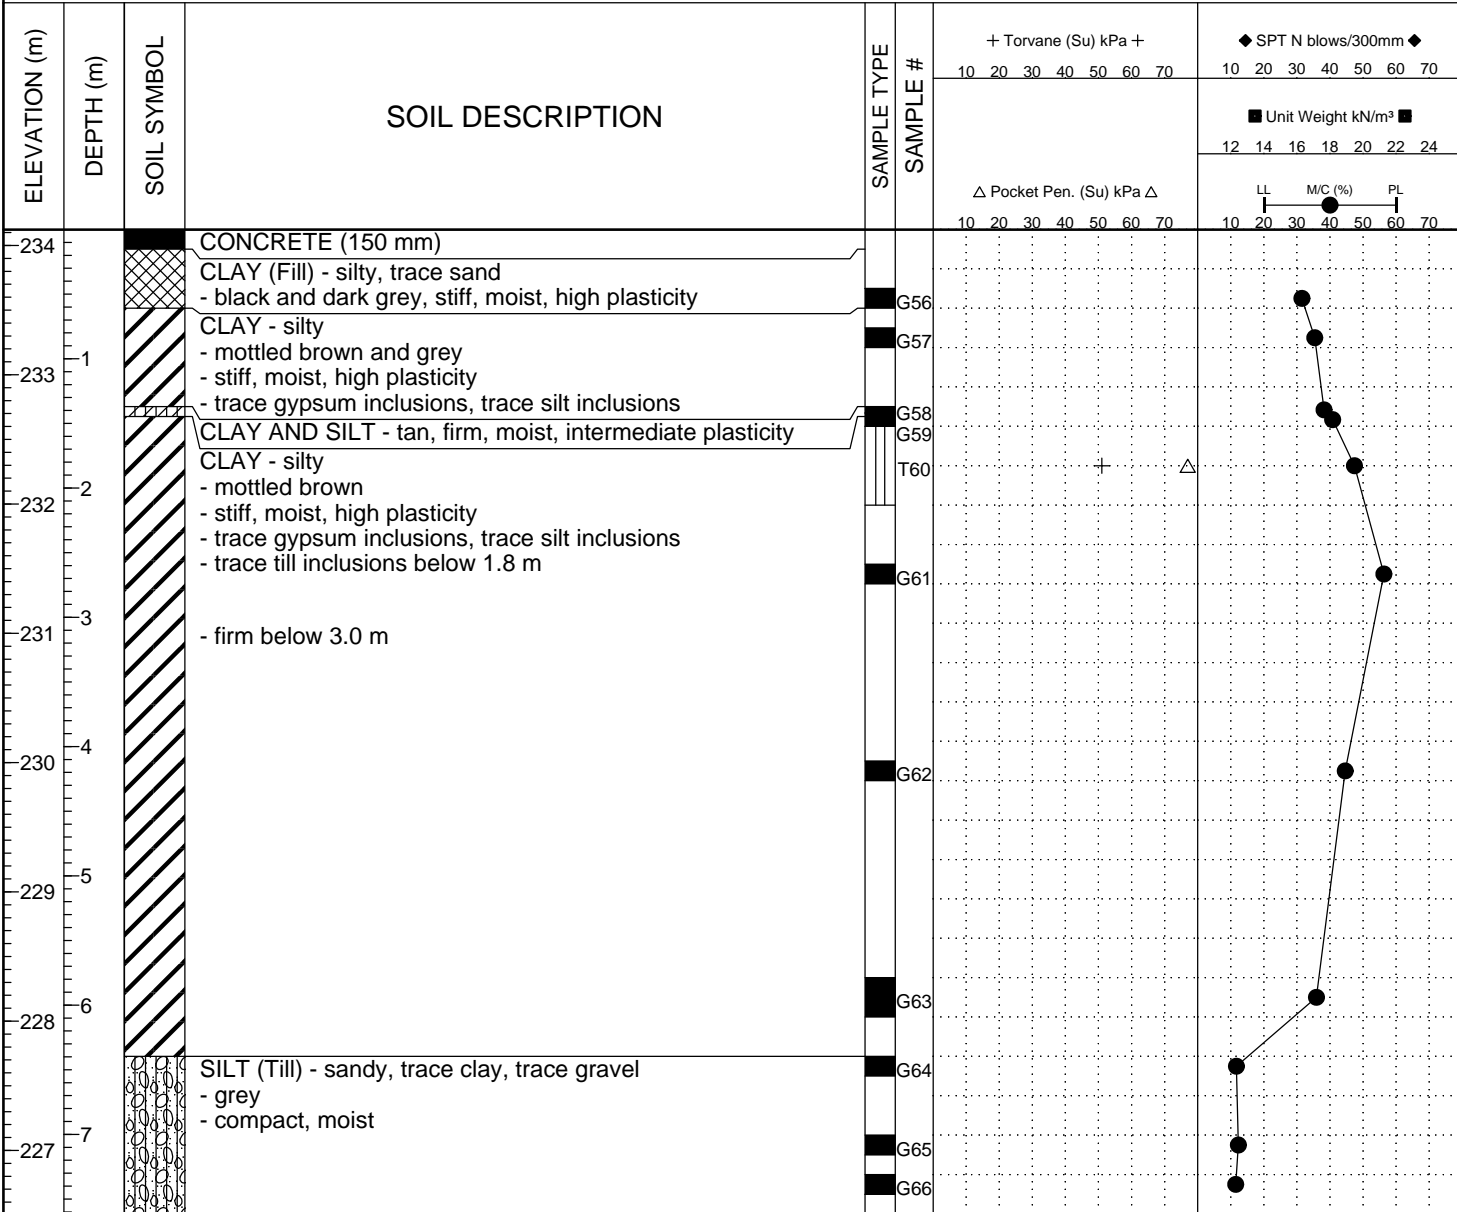 ELEVATION (m)
DEPTH (m)
SOIL SYMBOL
SOIL DESCRIPTION
SAMPLE TYPE
SAMPLE #
+ Torvane (Su) kPa +
10 20 30 40 50 60 70
△ Pocket Pen. (Su) kPa △
10 20 30 40 50 60 70
◆ SPT N blows/300mm ◆
10 20 30 40 50 60 70
■ Unit Weight kN/m³ ■
12 14 16 18 20 22 24
LL M/C (%) PL
10 20 30 40 50 60 70
234
CONCRETE (150 mm)
CLAY (Fill) - silty, trace sand
- black and dark grey, stiff, moist, high plasticity
G56
CLAY - silty
G57
- mottled brown and grey
1
233
- stiff, moist, high plasticity
- trace gypsum inclusions, trace silt inclusions
G58
CLAY AND SILT - tan, firm, moist, intermediate plasticity
G59
CLAY - silty
T60
- mottled brown
2
232
- stiff, moist, high plasticity
- trace gypsum inclusions, trace silt inclusions
- trace till inclusions below 1.8 m
G61
3
231
- firm below 3.0 m
4
230
G62
5
229
6
G63
228
SILT (Till) - sandy, trace clay, trace gravel
G64
- grey
- compact, moist
7
227
G65
G66